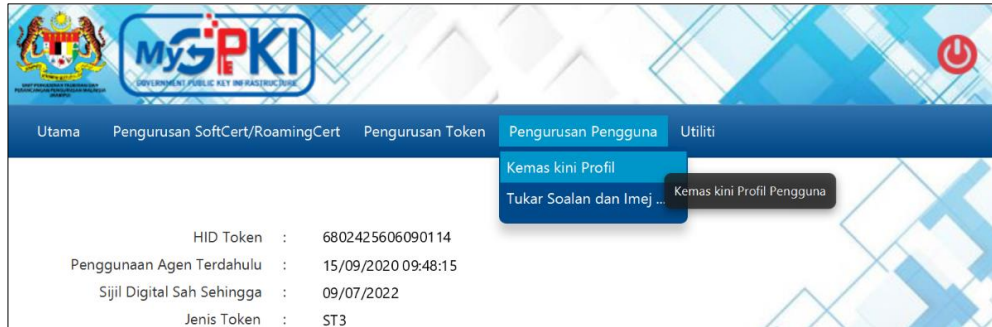 MyGPKI
GOVERNMENT PUBLIC KEY INFRASTRUCTURE
Utama Pengurusan SoftCert/RoamingCert Pengurusan Token Pengurusan Pengguna Utiliti
Kemas kini Profil
Kemas kini Profil Pengguna
Tukar Soalan dan Imej ...
HID Token : 6802425606090114
Penggunaan Agen Terdahulu : 15/09/2020 09:48:15
Sijil Digital Sah Sehingga : 09/07/2022
Jenis Token : ST3